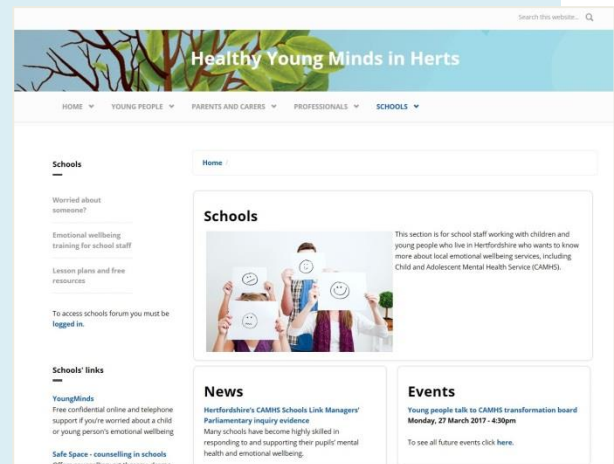 Search this website...
Healthy Young Minds in Herts
HOME YOUNG PEOPLE PARENTS AND CARERS PROFESSIONALS SCHOOLS
Schools
Worried about
someone?
Emotional wellbeing
training for school staff
Lesson plans and free
resources
To access schools forum you must be
logged in.
Schools' links
YoungMinds
Free confidential online and telephone
support if you're worried about a child
or young person's emotional wellbeing
Safe Space - counselling in schools
Home /
Schools
This section is for school staff working with children and
young people who live in Hertfordshire who wants to know
more about local emotional wellbeing services, including
Child and Adolescent Mental Health Service (CAMHS).
News
Hertfordshire's CAMHS Schools Link Managers'
Parliamentary inquiry evidence
Many schools have become highly skilled in
responding to and supporting their pupils' mental
health and emotional wellbeing.
Events
Young people talk to CAMHS transformation board
Monday, 27 March 2017 - 4:30pm
To see all future events click here.